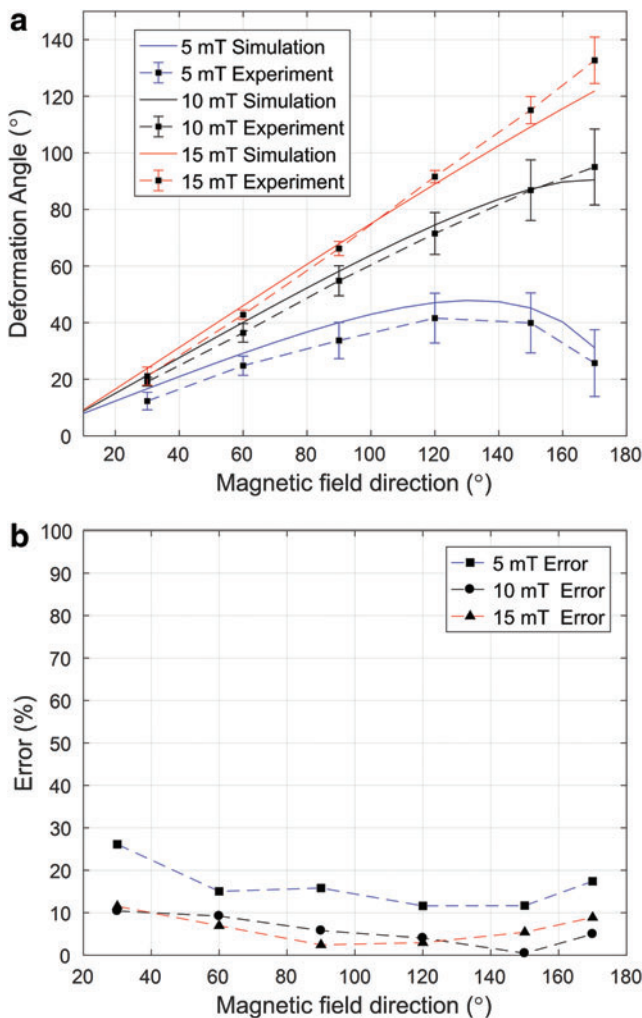 a
160
140
120
100
80
60
40
20
0
Deformation Angle (°)
5 mT Simulation
5 mT Experiment
10 mT Simulation
10 mT Experiment
15 mT Simulation
15 mT Experiment
20 40 60 80 100 120 140 160 180
Magnetic field direction (°)
b
100
90
80
70
60
50
40
30
20
10
0
Error (%)
5 mT Error
10 mT Error
15 mT Error
20 40 60 80 100 120 140 160 180
Magnetic field direction (°)